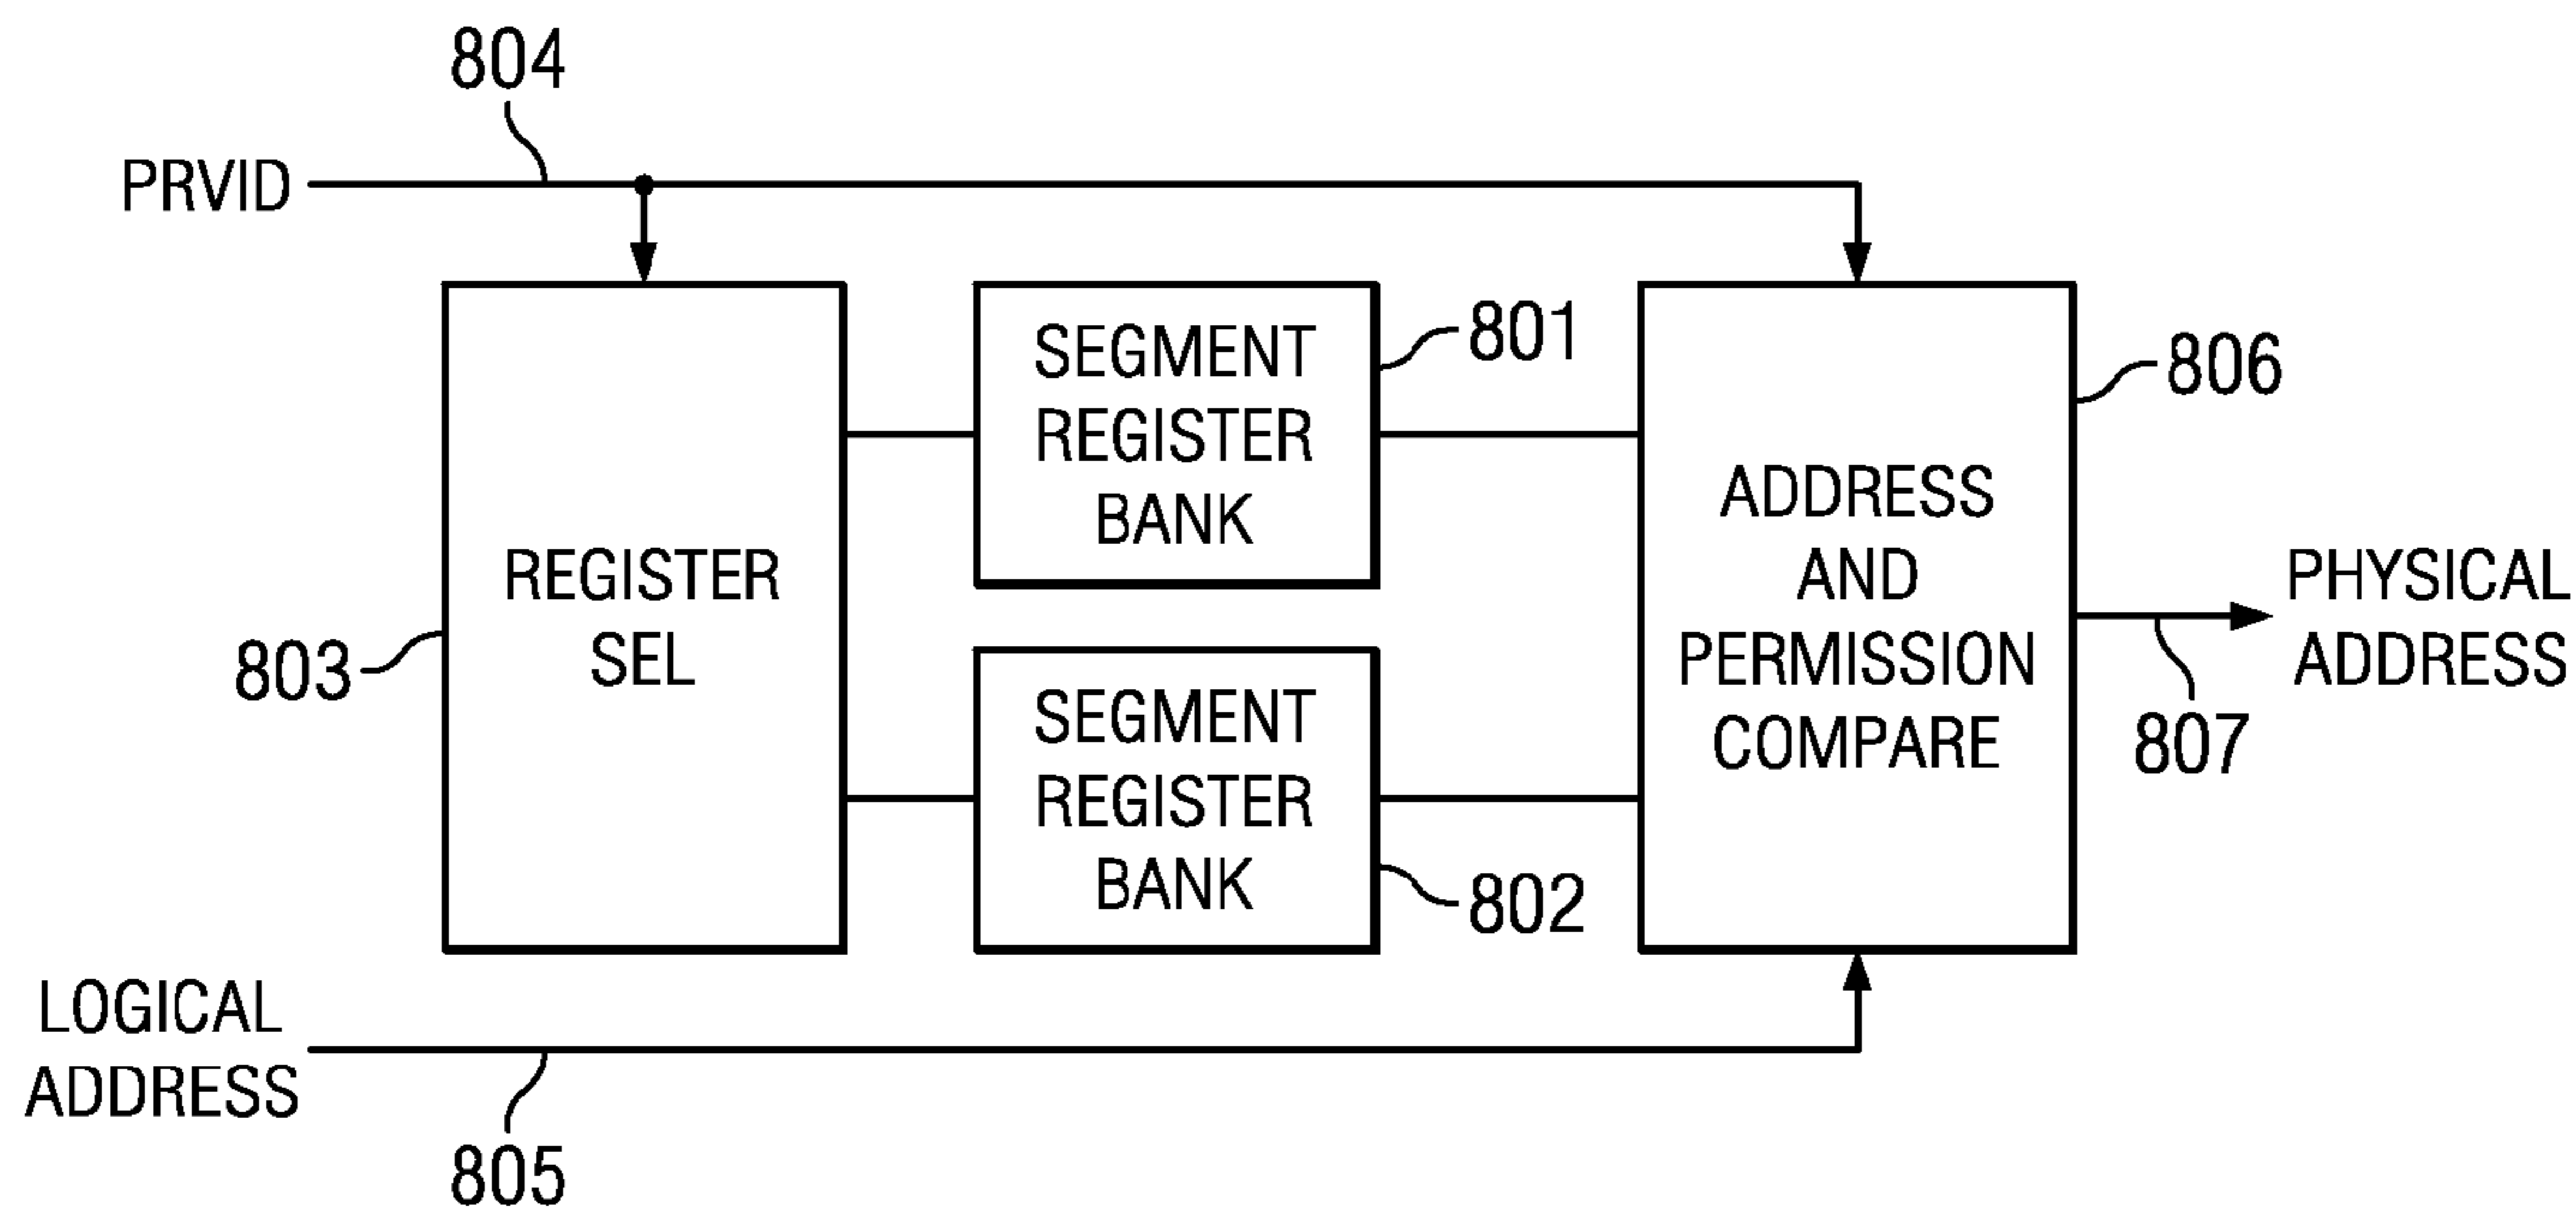 804
PRVID
SEGMENT
REGISTER
BANK
801
806
REGISTER
SEL
803
ADDRESS
AND
PERMISSION
COMPARE
PHYSICAL
ADDRESS
807
SEGMENT
REGISTER
BANK
802
LOGICAL
ADDRESS
805